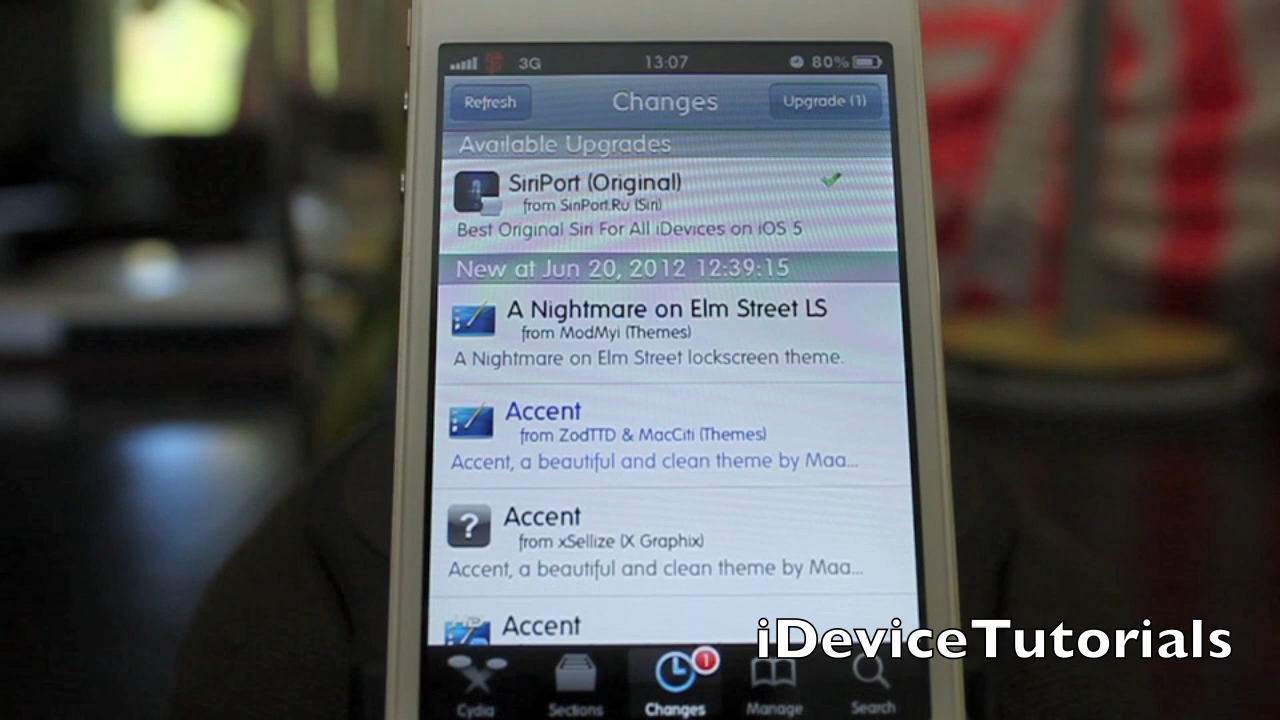 3G 13:07 80%
Refresh Changes Upgrade (1)
Available Upgrades
SiriPort (Original)
from SiriPort.Ru (Siri)
Best Original Siri For All iDevices on iOS 5
New at Jun 20, 2012 12:39:15
A Nightmare on Elm Street LS
from ModMyi (Themes)
A Nightmare on Elm Street lockscreen theme.
Accent
from ZodTTD & MacCiti (Themes)
Accent, a beautiful and clean theme by Maa...
?
Accent
from xSellize (X Graphix)
Accent, a beautiful and clean theme by Maa...
Accent
iDeviceTutorials
1
Cydia Sections Changes Manage Search